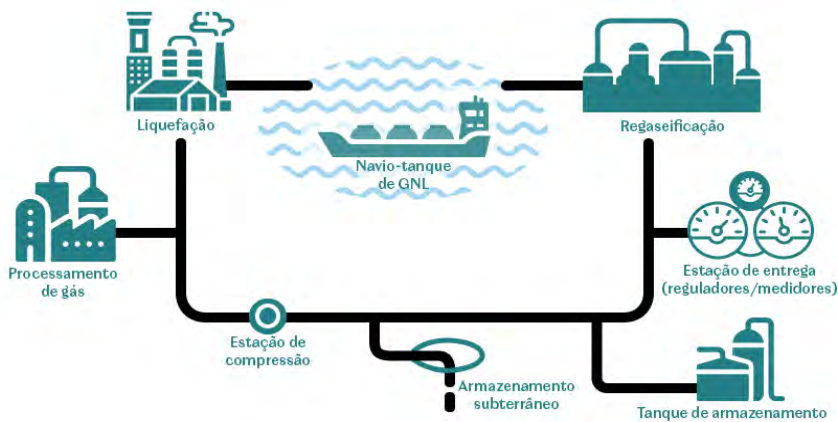 Liquefação
Navio-tanque
de GNL
Regaseificação
Processamento
de gás
Estação de entrega
(reguladores/medidores)
Estação de
compressão
Armazenamento
subterrâneo
Tanque de armazenamento